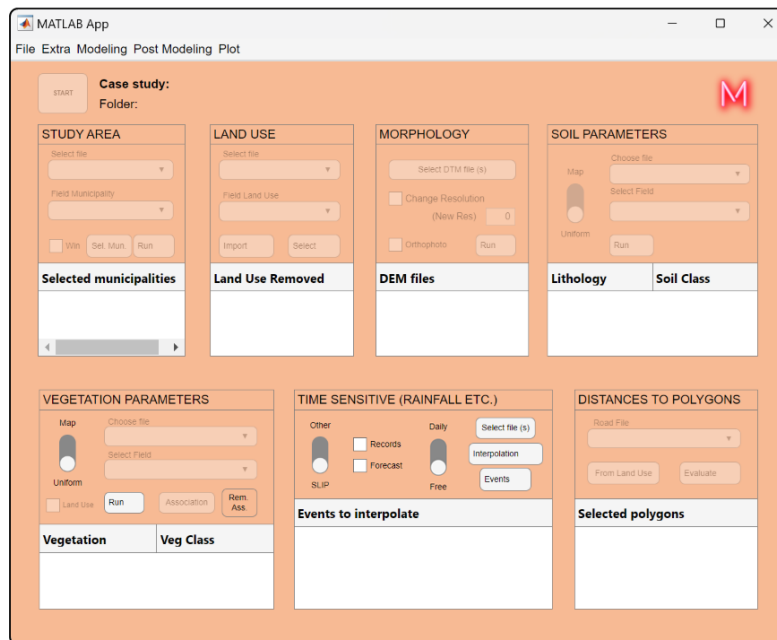 MATLAB App
File Extra Modeling Post Modeling Plot
START
Case study:
Folder:
M
STUDY AREA
Select file
Field Municipality
Win Sel. Mun. Run
Selected municipalities
LAND USE
Select file
Field Land Use
Import Select
Land Use Removed
MORPHOLOGY
Select DTM file (s)
Change Resolution
(New Res) 0
Orthophoto Run
DEM files
SOIL PARAMETERS
Choose file
Map
Select Field
Uniform
Run
Lithology Soil Class
VEGETATION PARAMETERS
Map Choose file
Select Field
Uniform
Land Use Run Association Rem.
Ass.
Vegetation Veg Class
TIME SENSITIVE (RAINFALL ETC.)
Other Daily Select file (s)
Records
Interpolation
Forecast
SLIP Free Events
Events to interpolate
DISTANCES TO POLYGONS
Road File
From Land Use Evaluate
Selected polygons